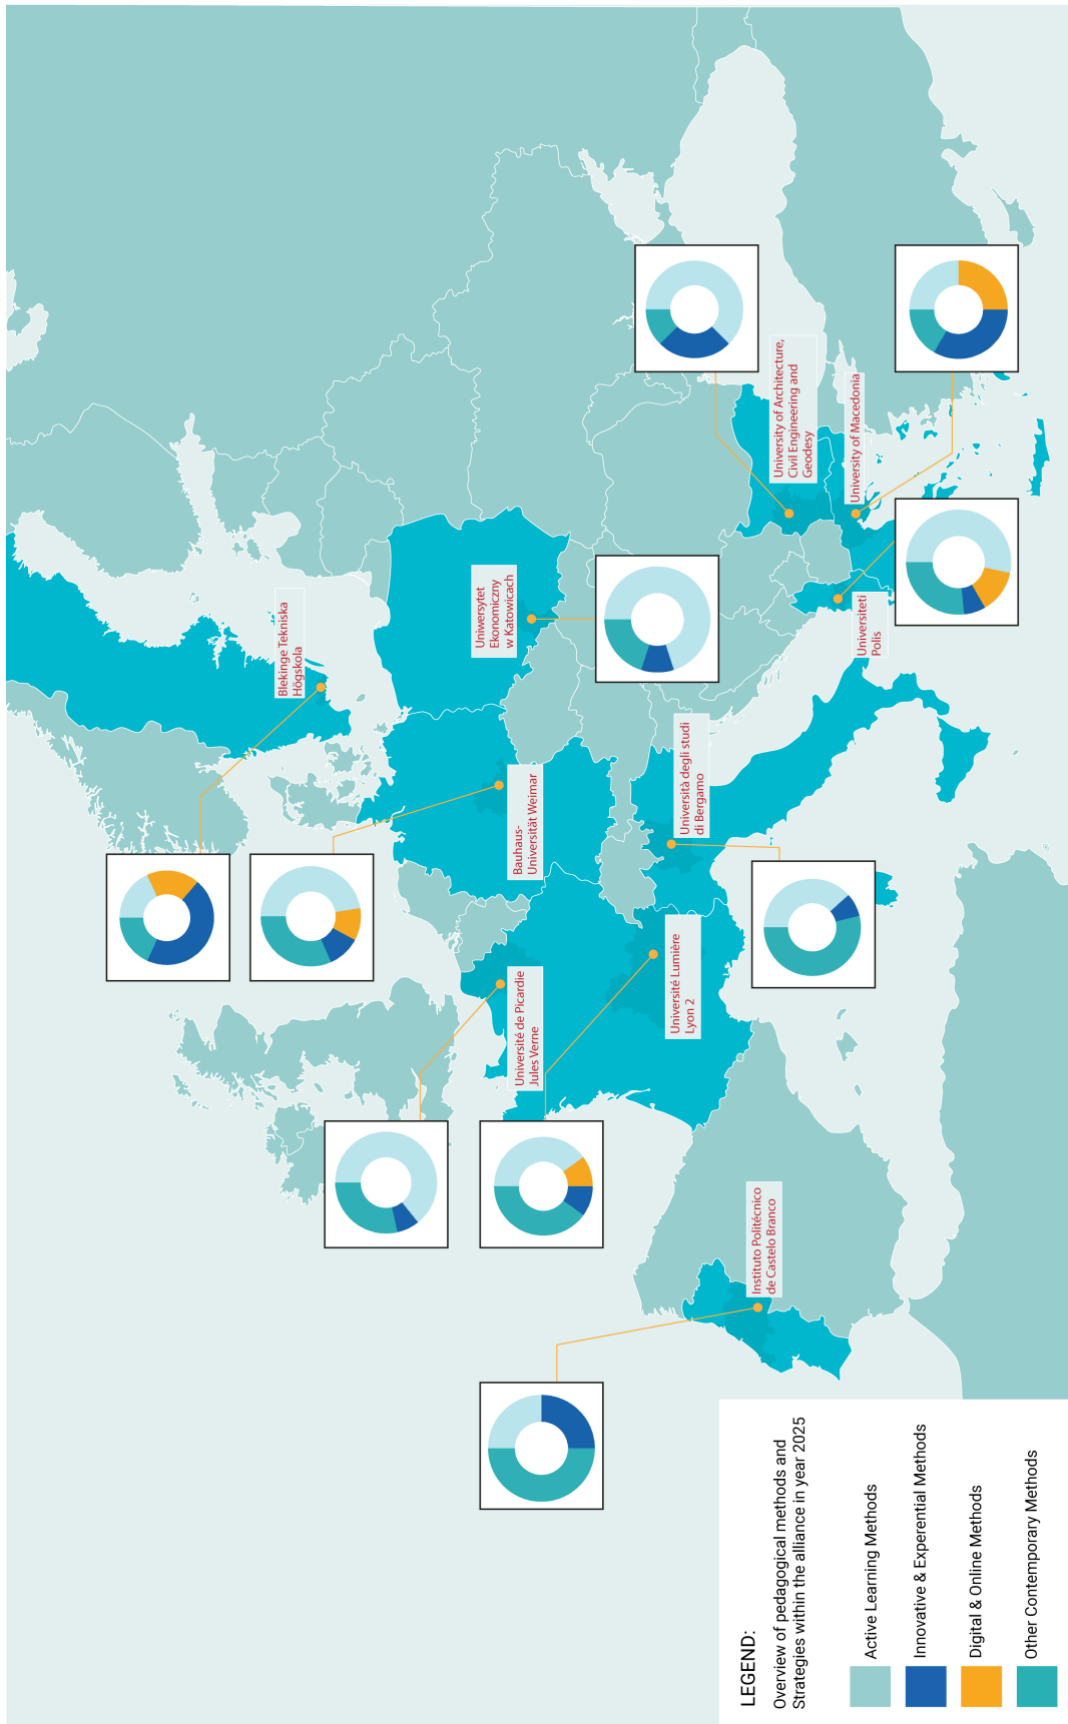 Blekinge Tekniska
Högskola
Uniwersytet
Ekonomiczny
w Katowicach
Bauhaus-
Universität Weimar
Université de Picardie
Jules Verne
Université Lumière
Lyon 2
Università degli studi
di Bergamo
University of Architecture,
Civil Engineering and
Geodesy
University of Macedonia
Universiteti
Polis
Instituto Politécnico
de Castelo Branco
LEGEND:
Overview of pedagogical methods and
Strategies within the alliance in year 2025
Active Learning Methods
Innovative & Experential Methods
Digital & Online Methods
Other Contemporary Methods